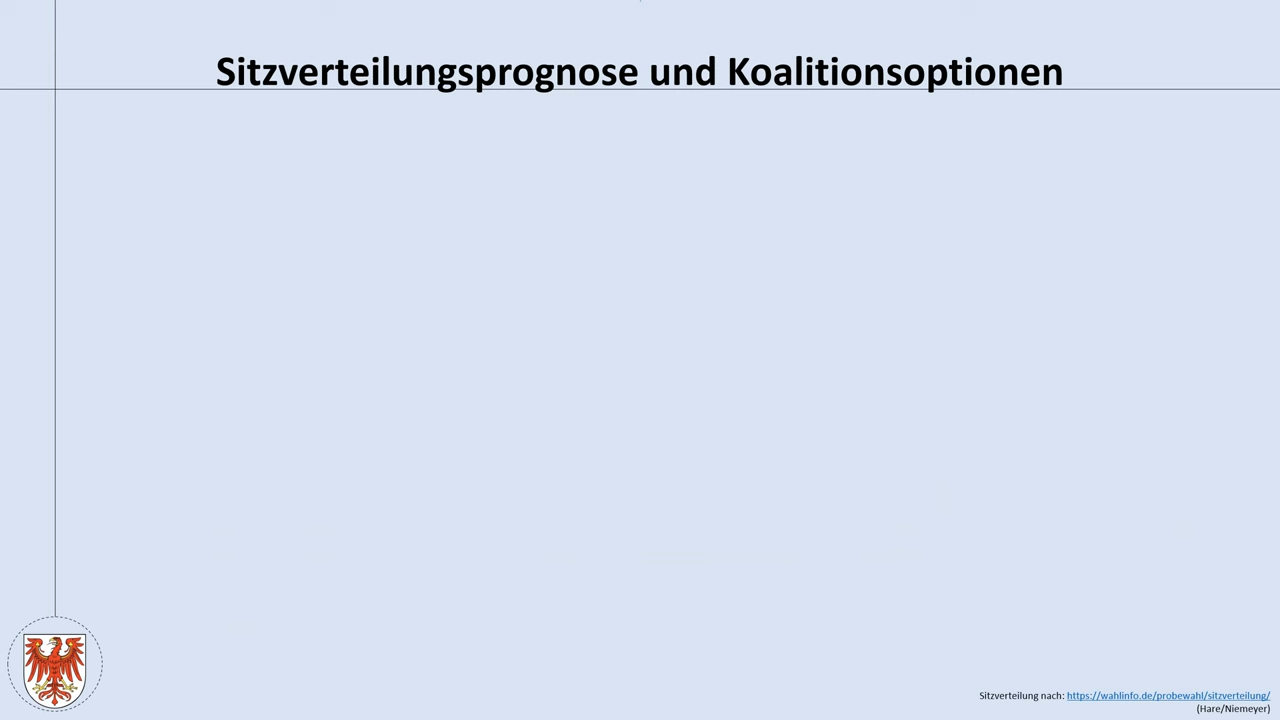 Sitzverteilungsprognose und Koalitionsoptionen
Sitzverteilung nach: https://wahlinfo.de/probewahl/sitzverteilung/
(Hare/Niemeyer)